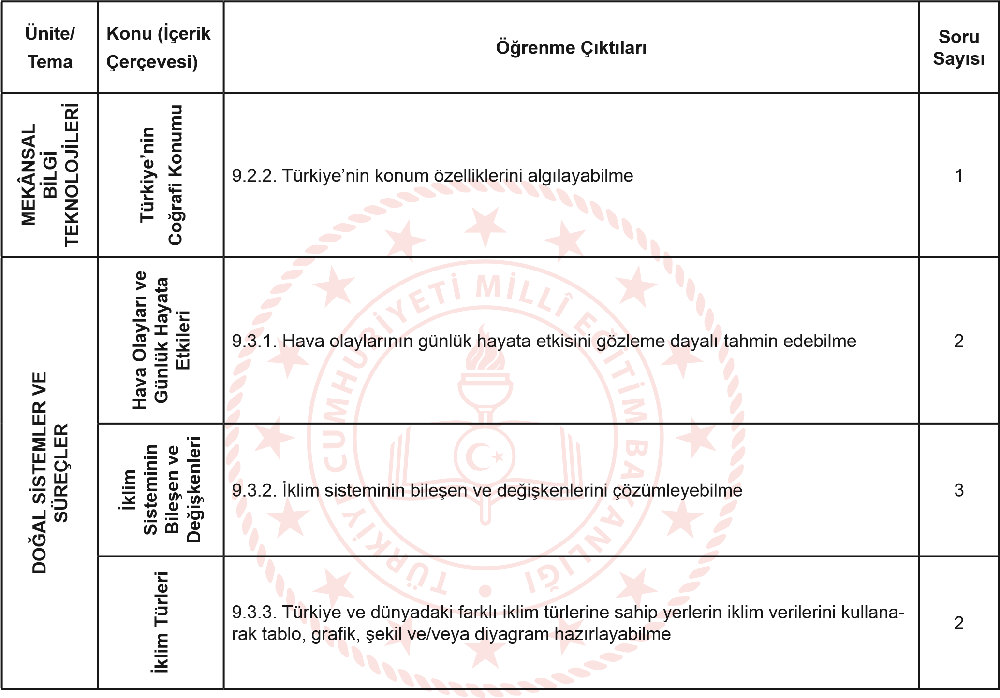 Ünite/
Tema
Konu (İçerik
Çerçevesi)
Öğrenme Çıktıları
Soru
Sayısı
MEKÂNSAL
BİLGİ
TEKNOLOJİLERİ
Türkiye’nin
Coğrafi Konumu
9.2.2. Türkiye’nin konum özelliklerini algılayabilme
1
DOĞAL SİSTEMLER VE
SÜREÇLER
Hava Olayları ve
Günlük Hayata
Etkileri
9.3.1. Hava olaylarının günlük hayata etkisini gözleme dayalı tahmin edebilme
2
İklim
Sisteminin
Bileşen ve
Değişkenleri
9.3.2. İklim sisteminin bileşen ve değişkenlerini çözümleyebilme
3
İklim Türleri
9.3.3. Türkiye ve dünyadaki farklı iklim türlerine sahip yerlerin iklim verilerini kullana-
rak tablo, grafik, şekil ve/veya diyagram hazırlayabilme
2
TÜRKİYE CUMHURİYETİ MİLLÎ EĞİTİM BAKANLIĞI